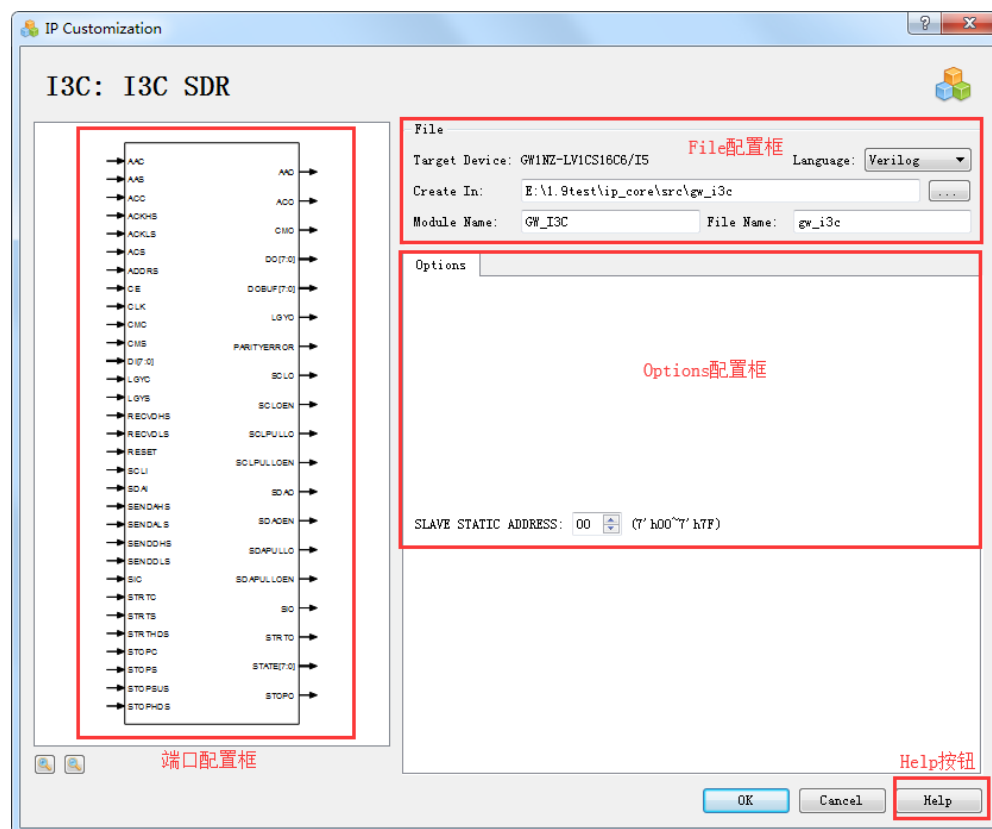 IP Customization
I3C: I3C SDR
File
File配置框
Target Device: GW1NZ-LV1CS16C6/I5
Language: Verilog
Create In: E:\1.9test\ip_core\src\gw_i3c ...
Module Name: GW_I3C File Name: gw_i3c
Options
Options配置框
SLAVE STATIC ADDRESS: 00 (7'h00~7'h7F)
AAC
AAS
ACC
ACKHS
ACKLS
ACS
ADDRS
CE
CLK
CMC
CMS
DI[7:0]
LGYC
LGYS
RECVDHS
RECVDLS
RESET
SCLI
SDAI
SENDAHS
SENDALS
SENDDHS
SENDDLS
SIC
STRTC
STRTS
STRTHDS
STOPC
STOPS
STOPSUS
STOPHDS
AAO
ACO
CMO
DO[7:0]
DOBUF[7:0]
LGYO
PARITYERROR
SCLO
SCLOEN
SCLPULLO
SCLPULLOEN
SDAO
SDAOEN
SDAPULLO
SDAPULLOEN
SIO
STRTO
STATE[7:0]
STOPO
端口配置框
Help按钮
OK Cancel Help